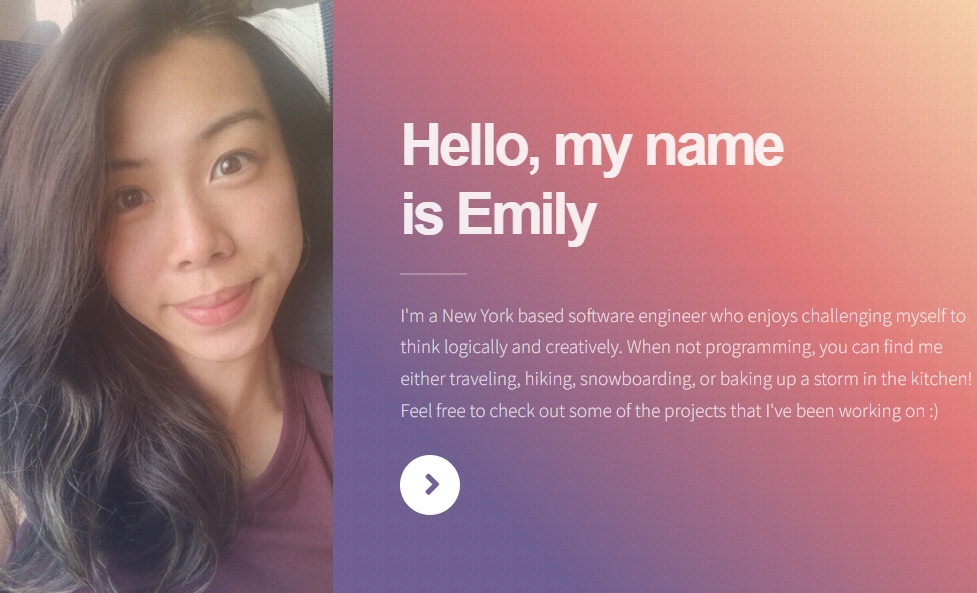 Hello, my name
is Emily
I'm a New York based software engineer who enjoys challenging myself to
think logically and creatively. When not programming, you can find me
either traveling, hiking, snowboarding, or baking up a storm in the kitchen!
Feel free to check out some of the projects that I've been working on :)